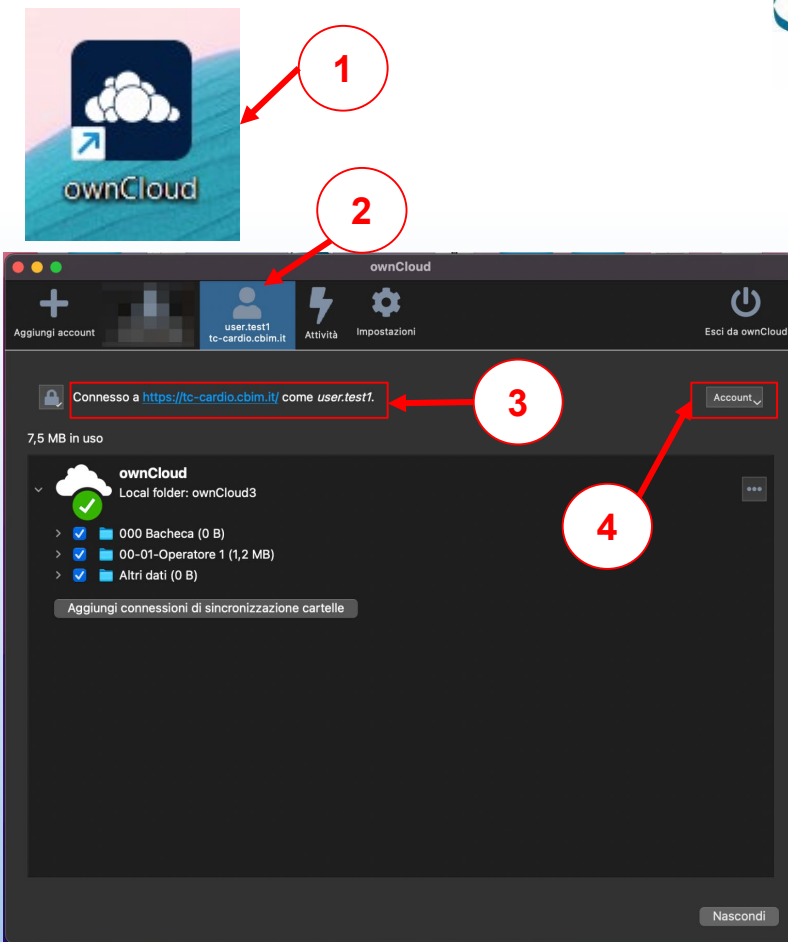 1
ownCloud
2
ownCloud
Aggiungi account
user.test1
tc-cardio.cbim.it
Attività
Impostazioni
Esci da ownCloud
Connesso a https://tc-cardio.cbim.it/ come user.test1.
3
Account
7,5 MB in uso
ownCloud
Local folder: ownCloud3
4
000 Bacheca (0 B)
00-01-Operatore 1 (1,2 MB)
Altri dati (0 B)
Aggiungi connessioni di sincronizzazione cartelle
Nascondi